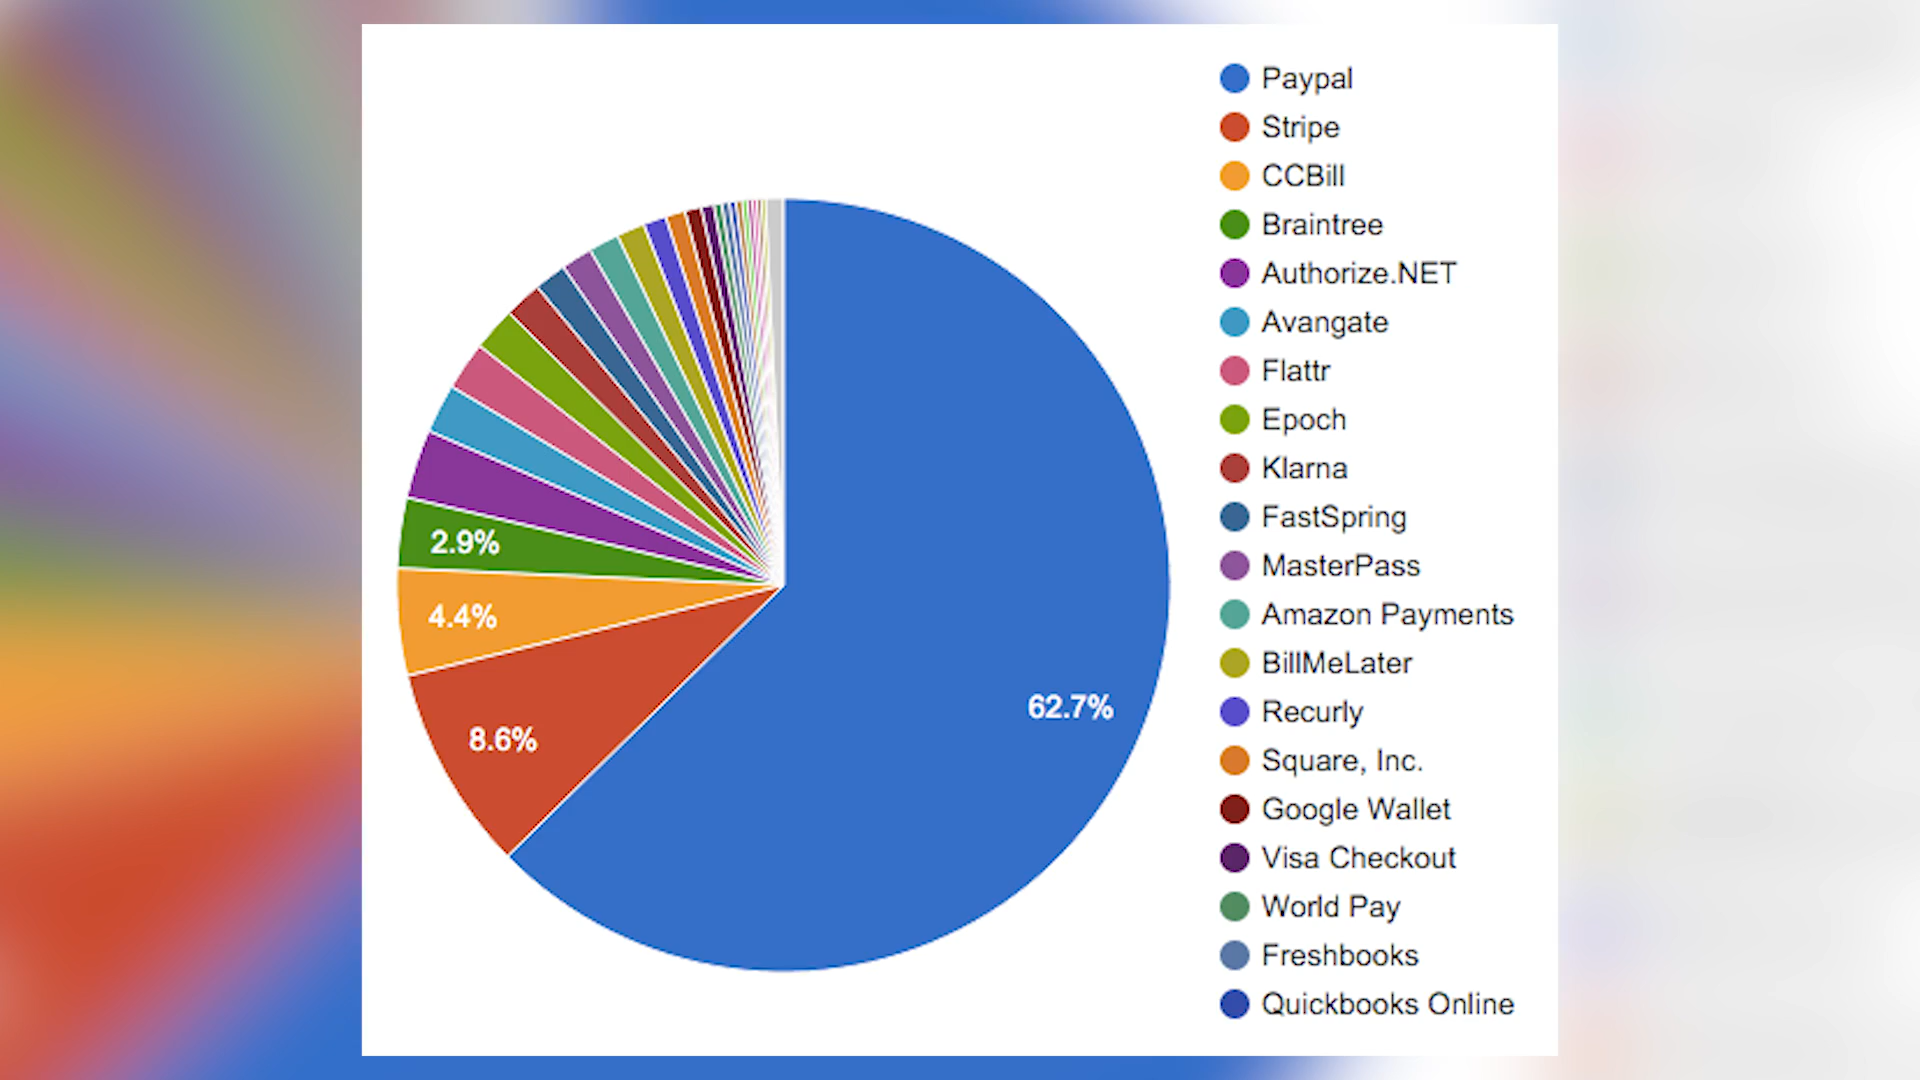 Paypal
Stripe
CCBill
Braintree
Authorize.NET
Avangate
Flattr
Epoch
Klarna
FastSpring
MasterPass
Amazon Payments
BillMeLater
Recurly
Square, Inc.
Google Wallet
Visa Checkout
World Pay
Freshbooks
Quickbooks Online
2.9%
4.4%
8.6%
62.7%